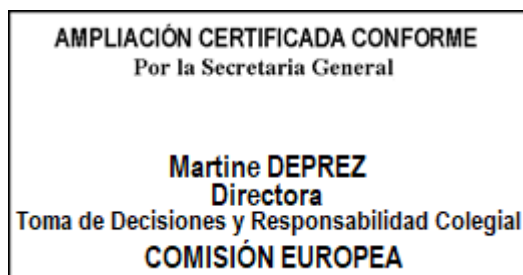 AMPLIACIÓN CERTIFICADA CONFORME
Por la Secretaria General
Martine DEPREZ
Directora
Toma de Decisiones y Responsabilidad Colegial
COMISIÓN EUROPEA